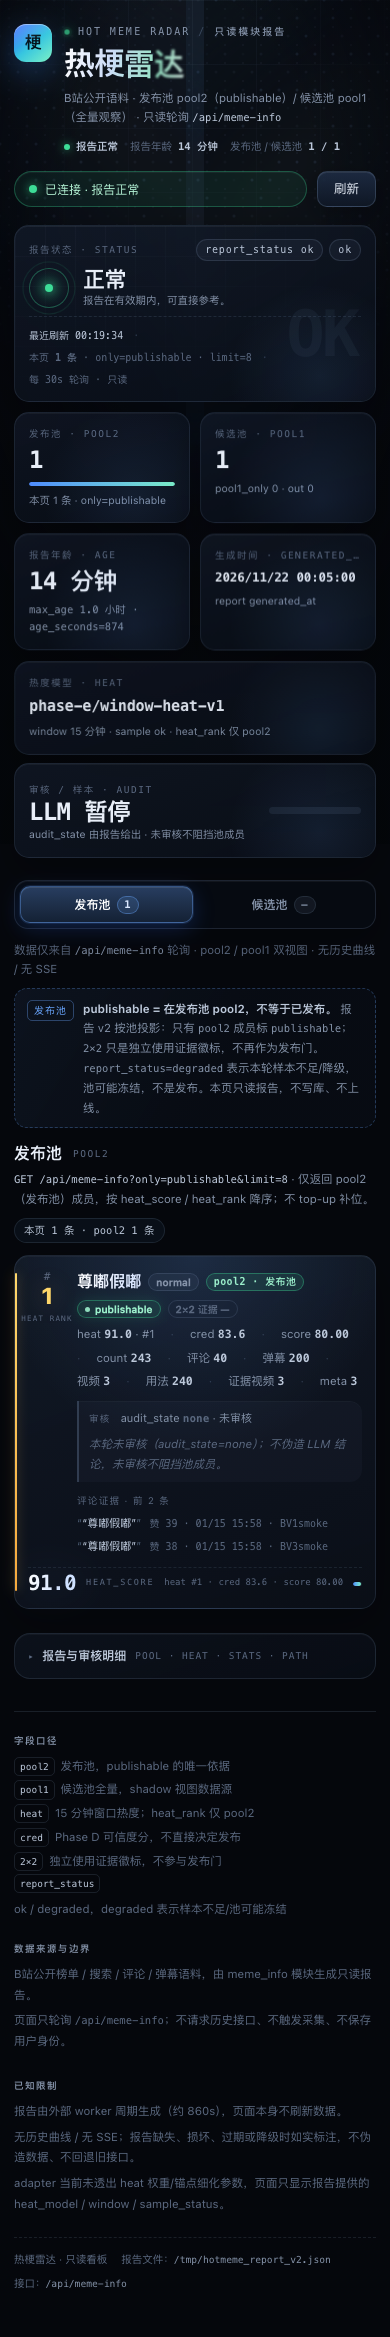 梗
HOT MEME RADAR / 只读模块报告
热梗雷达
B站公开语料 · 发布池 pool2（publishable）/ 候选池 pool1
（全量观察） · 只读轮询 /api/meme-info
报告正常 报告年龄 14 分钟 发布池 / 候选池 1 / 1
已连接 · 报告正常
刷新
报告状态 · STATUS
report_status ok
ok
正常
报告在有效期内，可直接参考。
OK
最近刷新 00:19:34 ·
本页 1 条 · only=publishable · limit=8 ·
每 30s 轮询 · 只读
发布池 · POOL2
1
本页 1 条 · only=publishable
候选池 · POOL1
1
pool1_only 0 · out 0
报告年龄 · AGE
14 分钟
max_age 1.0 小时 ·
age_seconds=874
生成时间 · GENERATED_…
2026/11/22 00:05:00
report generated_at
热度模型 · HEAT
phase-e/window-heat-v1
window 15 分钟 · sample ok · heat_rank 仅 pool2
审核 / 样本 · AUDIT
LLM 暂停
audit_state 由报告给出 · 未审核不阻挡池成员
发布池 1
候选池 —
数据仅来自 /api/meme-info 轮询 · pool2 / pool1 双视图 · 无历史曲线
/ 无 SSE
发布池
publishable = 在发布池 pool2，不等于已发布。 报
告 v2 按池投影：只有 pool2 成员标 publishable；
2×2 只是独立使用证据徽标，不再作为发布门。
report_status=degraded 表示本轮样本不足/降级，
池可能冻结，不是发布。本页只读报告，不写库、不上
线。
发布池 POOL2
GET /api/meme-info?only=publishable&limit=8 · 仅返回 pool2
（发布池）成员，按 heat_score / heat_rank 降序；不 top-up 补位。
本页 1 条 · pool2 1 条
#
1
HEAT RANK
尊嘟假嘟 normal pool2 · 发布池
publishable 2×2 证据 —
heat 91.0 · #1 · cred 83.6 · score 80.00
· count 243 · 评论 40 · 弹幕 200 ·
视频 3 · 用法 240 · 证据视频 3 · meta 3
审核 audit_state none · 未审核
本轮未审核（audit_state=none）；不伪造 LLM 结
论，未审核不阻挡池成员。
评论证据 · 前 2 条
"“尊嘟假嘟”" 赞 39 · 01/15 15:58 · BV1smoke
"“尊嘟假嘟”" 赞 38 · 01/15 15:58 · BV3smoke
91.0 HEAT_SCORE heat #1 · cred 83.6 · score 80.00
▸ 报告与审核明细 POOL · HEAT · STATS · PATH
字段口径
pool2 发布池，publishable 的唯一依据
pool1 候选池全量，shadow 视图数据源
heat 15 分钟窗口热度；heat_rank 仅 pool2
cred Phase D 可信度分，不直接决定发布
2×2 独立使用证据徽标，不参与发布门
report_status
ok / degraded，degraded 表示样本不足/池可能冻结
数据来源与边界
B站公开榜单 / 搜索 / 评论 / 弹幕语料，由 meme_info 模块生成只读报
告。
页面只轮询 /api/meme-info；不请求历史接口、不触发采集、不保存
用户身份。
已知限制
报告由外部 worker 周期生成（约 860s），页面本身不刷新数据。
无历史曲线 / 无 SSE；报告缺失、损坏、过期或降级时如实标注，不伪
造数据、不回退旧接口。
adapter 当前未透出 heat 权重/锚点细化参数，页面只显示报告提供的
heat_model / window / sample_status。
热梗雷达 · 只读看板 报告文件：/tmp/hotmeme_report_v2.json
接口：/api/meme-info